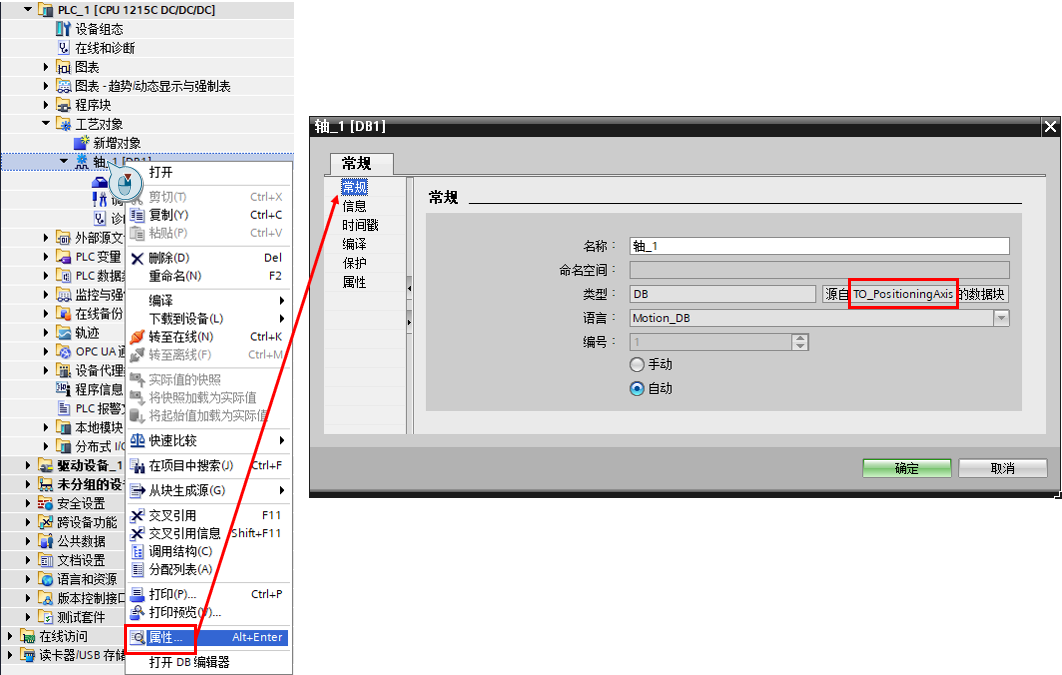 PLC_1 [CPU 1215C DC/DC/DC]
设备组态
在线和诊断
图表
图表 - 趋势/动态显示与强制表
程序块
工艺对象
新增对象
轴_1 [DB1]
诊
外部源文
PLC 变量
PLC 数据
监控与强
在线备份
轨迹
OPC UA 通
设备代理
程序信息
PLC 报警
本地模块
分布式 I/O
驱动设备_1
未分组的设
安全设置
跨设备功能
公共数据
文档设置
语言和资源
版本控制接口
测试套件
在线访问
读卡器/USB 存储
打开
剪切(T) Ctrl+X
复制(Y) Ctrl+C
粘贴(P) Ctrl+V
删除(D) Del
重命名(N) F2
编译
下载到设备(L)
转至在线(N) Ctrl+K
转至离线(F) Ctrl+M
实际值的快照
将快照加载为实际值
将起始值加载为实际值
快速比较
在项目中搜索(J) Ctrl+F
从块生成源(G)
交叉引用 F11
交叉引用信息 Shift+F11
调用结构(C)
分配列表(A)
打印(P)... Ctrl+P
打印预览(V)...
属性... Alt+Enter
打开 DB 编辑器
轴_1 [DB1]
常规
常规
信息
时间戳
编译
保护
属性
常规
名称： 轴_1
命名空间：
类型： DB 源自 TO_PositioningAxis 的数据块
语言： Motion_DB
编号： 1
手动
自动
确定 取消